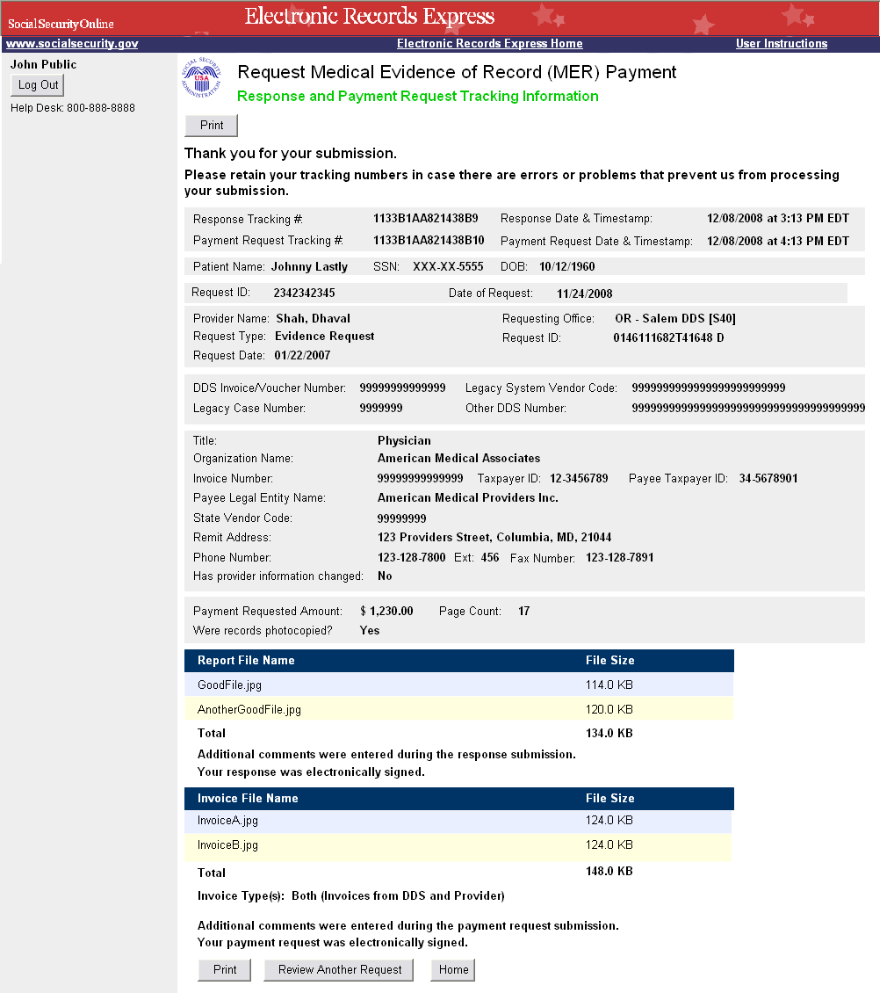 Social Security Online
Electronic Records Express
www.socialsecurity.gov Electronic Records Express Home User Instructions
John Public
Log Out
Help Desk: 800-888-8888
SOCIAL SECURITY ADMINISTRATION
USA
Request Medical Evidence of Record (MER) Payment
Response and Payment Request Tracking Information
Print
Thank you for your submission.
Please retain your tracking numbers in case there are errors or problems that prevent us from processing
your submission.
Response Tracking #: 1133B1AA821438B9 Response Date & Timestamp: 12/08/2008 at 3:13 PM EDT
Payment Request Tracking #: 1133B1AA821438B10 Payment Request Date & Timestamp: 12/08/2008 at 4:13 PM EDT
Patient Name: Johnny Lastly SSN: XXX-XX-5555 DOB: 10/12/1960
Request ID: 2342342345 Date of Request: 11/24/2008
Provider Name: Shah, Dhaval Requesting Office: OR - Salem DDS [S40]
Request Type: Evidence Request Request ID: 0146111682T41648 D
Request Date: 01/22/2007
DDS Invoice/Voucher Number: 99999999999999 Legacy System Vendor Code: 9999999999999999999999999
Legacy Case Number: 9999999 Other DDS Number: 99999999999999999999999999999999999999
Title: Physician
Organization Name: American Medical Associates
Invoice Number: 99999999999999 Taxpayer ID: 12-3456789 Payee Taxpayer ID: 34-5678901
Payee Legal Entity Name: American Medical Providers Inc.
State Vendor Code: 99999999
Remit Address: 123 Providers Street, Columbia, MD, 21044
Phone Number: 123-128-7800 Ext: 456 Fax Number: 123-128-7891
Has provider information changed: No
Payment Requested Amount: $ 1,230.00 Page Count: 17
Were records photocopied? Yes
Report File Name File Size
GoodFile.jpg 114.0 KB
AnotherGoodFile.jpg 120.0 KB
Total 134.0 KB
Additional comments were entered during the response submission.
Your response was electronically signed.
Invoice File Name File Size
InvoiceA.jpg 124.0 KB
InvoiceB.jpg 124.0 KB
Total 148.0 KB
Invoice Type(s): Both (Invoices from DDS and Provider)
Additional comments were entered during the payment request submission.
Your payment request was electronically signed.
Print Review Another Request Home